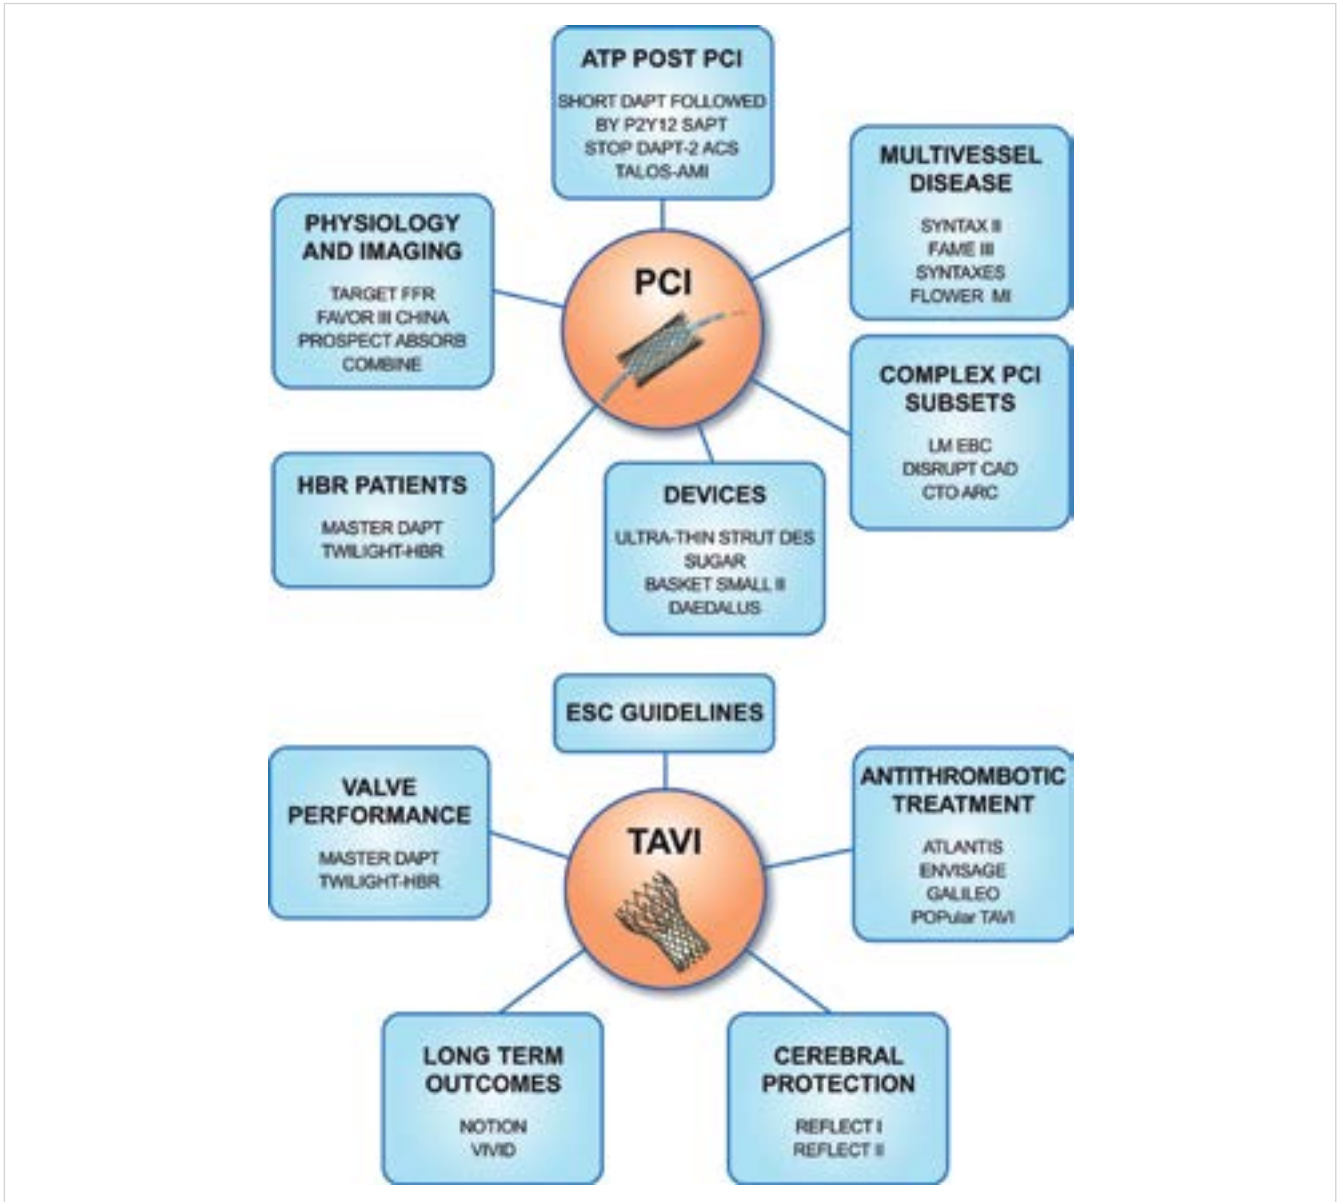 ATP POST PCI
SHORT DAPT FOLLOWED
BY P2Y12 SAPT
STOP DAPT-2 ACS
TALOS-AMI
MULTIVESSEL
DISEASE
SYNTAX II
FAME III
SYNTAXES
FLOWER MI
PHYSIOLOGY
AND IMAGING
TARGET FFR
FAVOR III CHINA
PROSPECT ABSORB
COMBINE
PCI
COMPLEX PCI
SUBSETS
LM EBC
DISRUPT CAD
CTO ARC
HBR PATIENTS
MASTER DAPT
TWILIGHT-HBR
DEVICES
ULTRA-THIN STRUT DES
SUGAR
BASKET SMALL II
DAEDALUS
ESC GUIDELINES
VALVE
PERFORMANCE
MASTER DAPT
TWILIGHT-HBR
TAVI
ANTITHROMBOTIC
TREATMENT
ATLANTIS
ENVISAGE
GALILEO
POPular TAVI
LONG TERM
OUTCOMES
NOTION
VIVID
CEREBRAL
PROTECTION
REFLECT I
REFLECT II